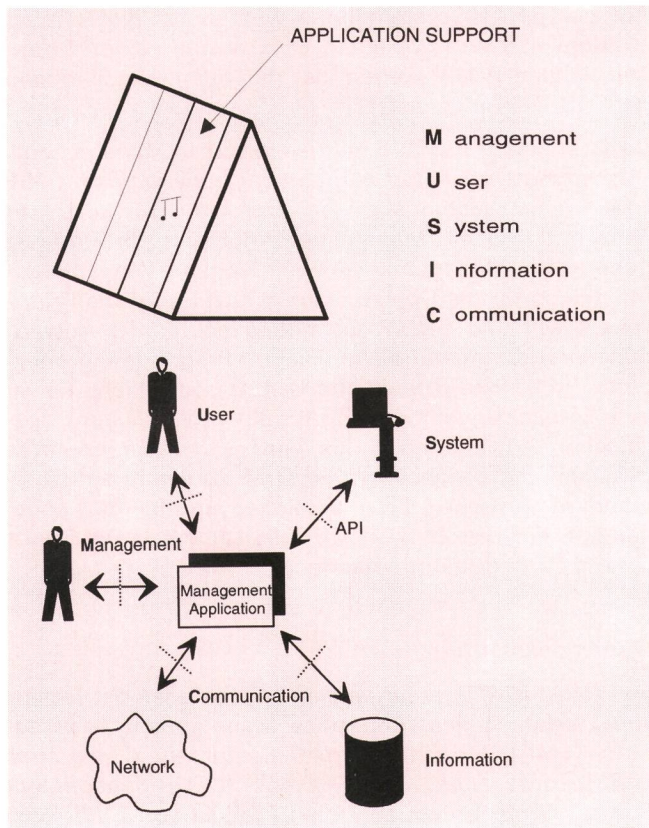 APPLICATION SUPPORT
M anagement
U ser
S ystem
I nformation
C ommunication
User
System
API
Management
Management
Application
Communication
Network
Information